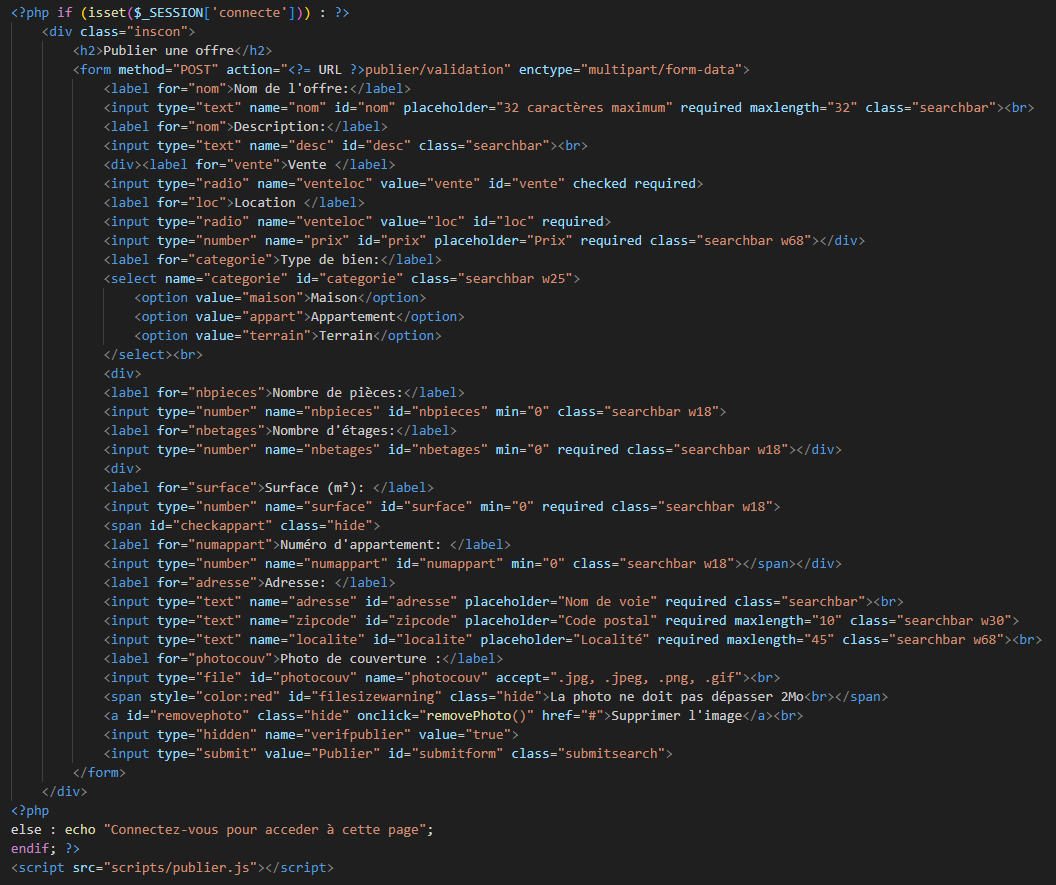 <?php if (isset($_SESSION['connecte'])) : ?>
    <div class="inscon">
        <h2>Publier une offre</h2>
        <form method="POST" action="<?= URL ?>publier/validation" enctype="multipart/form-data">
            <label for="nom">Nom de l'offre:</label>
            <input type="text" name="nom" id="nom" placeholder="32 caractères maximum" required maxlength="32" class="searchbar"><br>
            <label for="nom">Description:</label>
            <input type="text" name="desc" id="desc" class="searchbar"><br>
            <div><label for="vente">Vente </label>
            <input type="radio" name="venteloc" value="vente" id="vente" checked required>
            <label for="loc">Location </label>
            <input type="radio" name="venteloc" value="loc" id="loc" required>
            <input type="number" name="prix" id="prix" placeholder="Prix" required class="searchbar w68"></div>
            <label for="categorie">Type de bien:</label>
            <select name="categorie" id="categorie" class="searchbar w25">
                <option value="maison">Maison</option>
                <option value="appart">Appartement</option>
                <option value="terrain">Terrain</option>
            </select><br>
            <div>
            <label for="nbpieces">Nombre de pièces:</label>
            <input type="number" name="nbpieces" id="nbpieces" min="0" class="searchbar w18">
            <label for="nbetages">Nombre d'étages:</label>
            <input type="number" name="nbetages" id="nbetages" min="0" required class="searchbar w18"></div>
            <div>
            <label for="surface">Surface (m²): </label>
            <input type="number" name="surface" id="surface" min="0" required class="searchbar w18">
            <span id="checkappart" class="hide">
            <label for="numappart">Numéro d'appartement: </label>
            <input type="number" name="numappart" id="numappart" min="0" class="searchbar w18"></span></div>
            <label for="adresse">Adresse: </label>
            <input type="text" name="adresse" id="adresse" placeholder="Nom de voie" required class="searchbar"><br>
            <input type="text" name="zipcode" id="zipcode" placeholder="Code postal" required maxlength="10" class="searchbar w30">
            <input type="text" name="localite" id="localite" placeholder="Localité" required maxlength="45" class="searchbar w68"><br>
            <label for="photocouv">Photo de couverture :</label>
            <input type="file" id="photocouv" name="photocouv" accept=".jpg, .jpeg, .png, .gif"><br>
            <span style="color:red" id="filesizewarning" class="hide">La photo ne doit pas dépasser 2Mo<br></span>
            <a id="removephoto" class="hide" onclick="removePhoto()" href="#">Supprimer l'image</a><br>
            <input type="hidden" name="verifpublier" value="true">
            <input type="submit" value="Publier" id="submitform" class="submitsearch">
        </form>
    </div>
<?php
else : echo "Connectez-vous pour acceder à cette page";
endif; ?>
<script src="scripts/publier.js"></script>